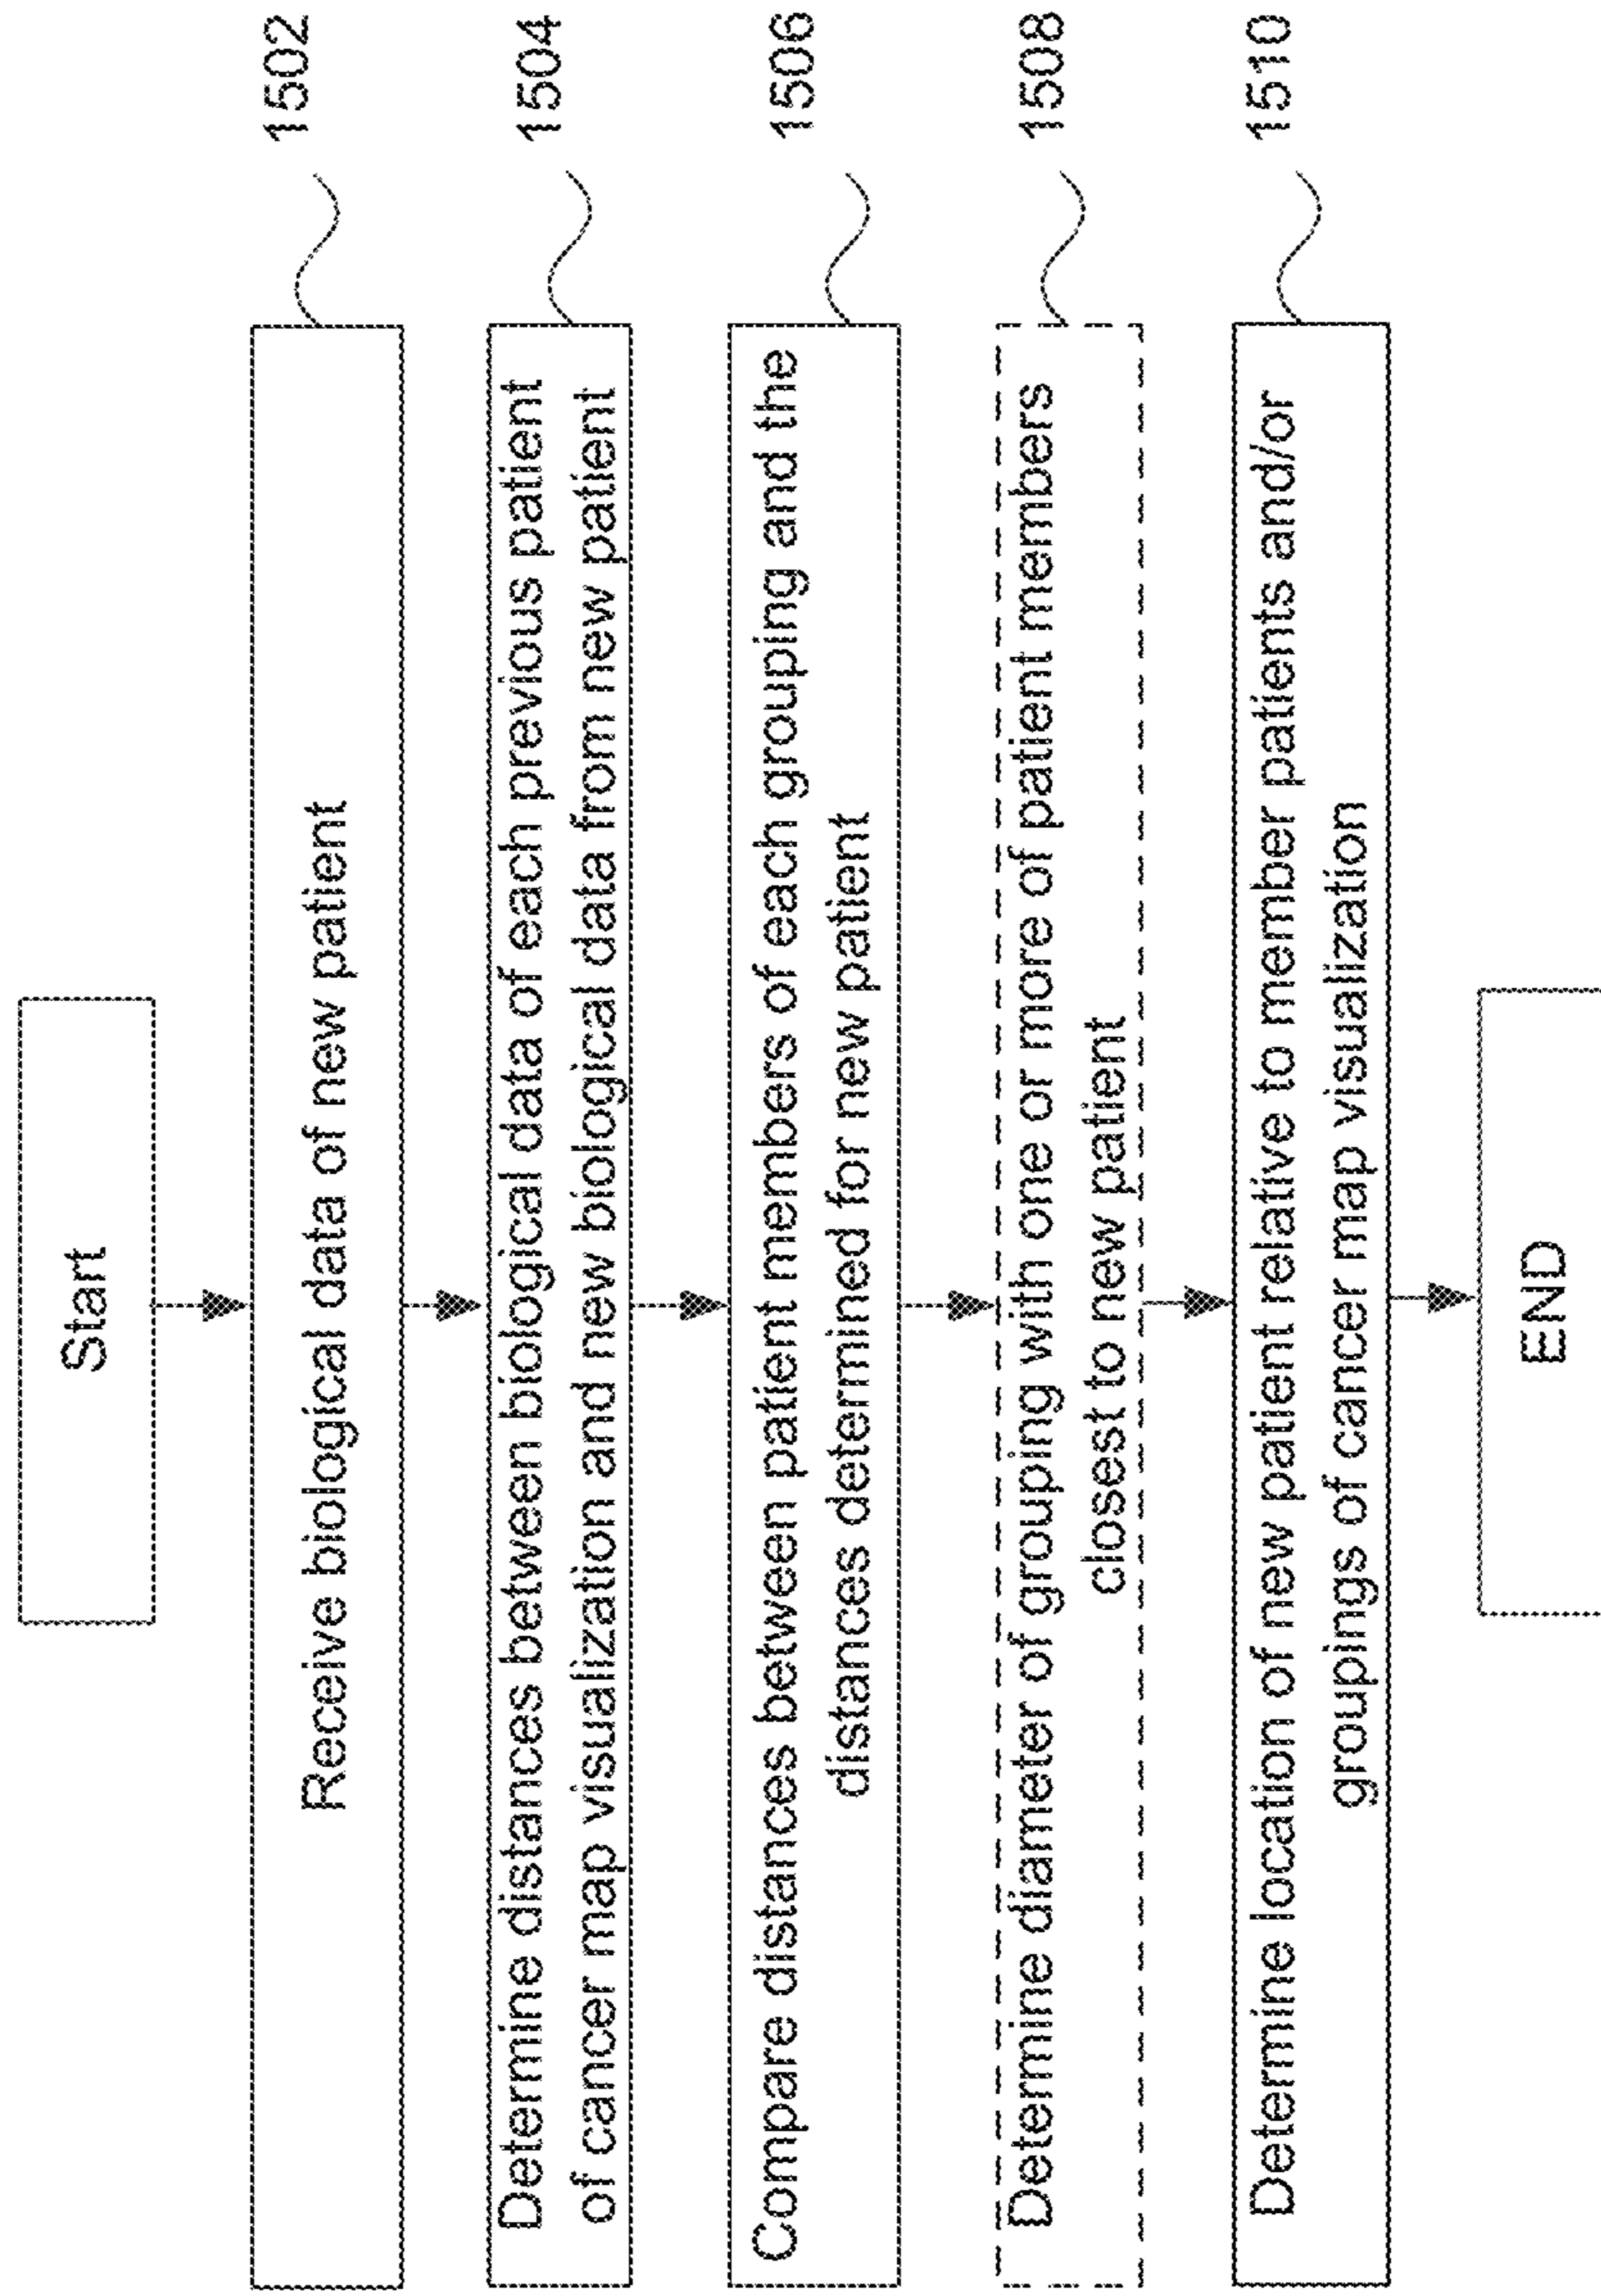 Start
Receive biological data of new patient
1502
Determine distances between biological data of each previous patient
of cancer map visualization and new biological data from new patient
1504
Compare distances between patient members of each grouping and the
distances determined for new patient
1506
Determine diameter of grouping with one or more of patient members
closest to new patient
1508
Determine location of new patient relative to member patients and/or
groupings of cancer map visualization
1510
END